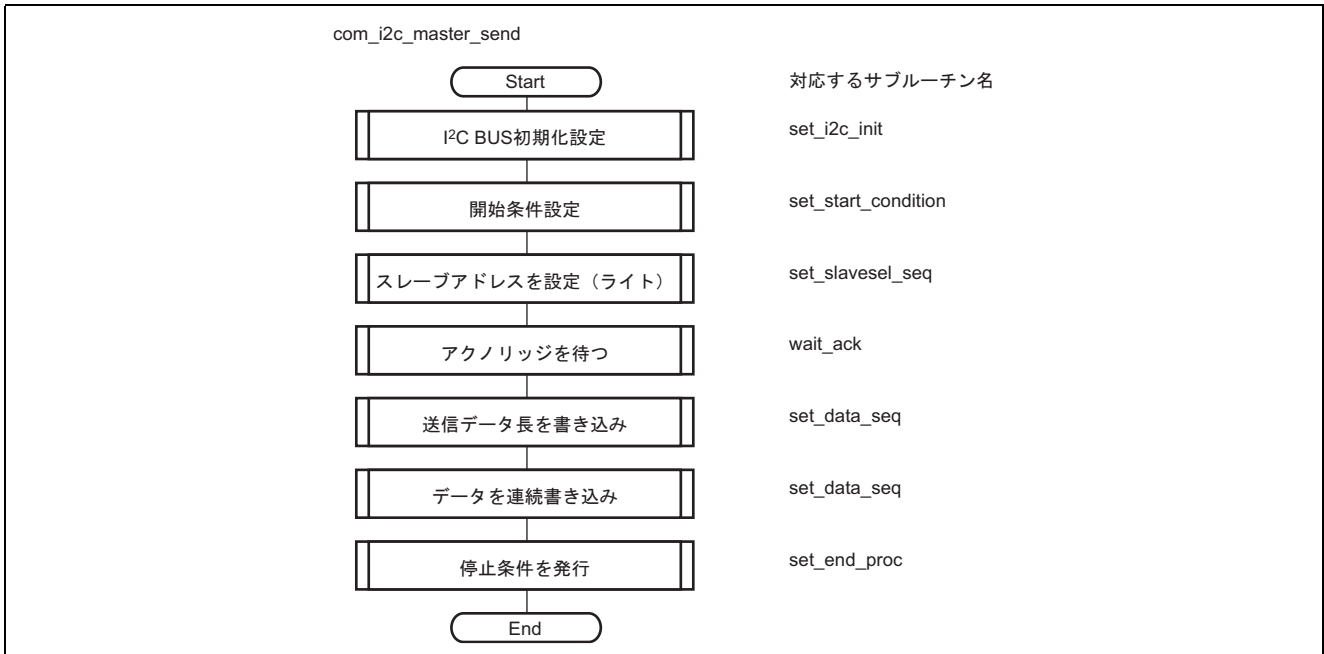 com_i2c_master_send
Start 対応するサブルーチン名
I²C BUS初期化設定 set_i2c_init
開始条件設定 set_start_condition
スレーブアドレスを設定（ライト） set_slavesel_seq
アクノリッジを待つ wait_ack
送信データ長を書き込み set_data_seq
データを連続書き込み set_data_seq
停止条件を発行 set_end_proc
End